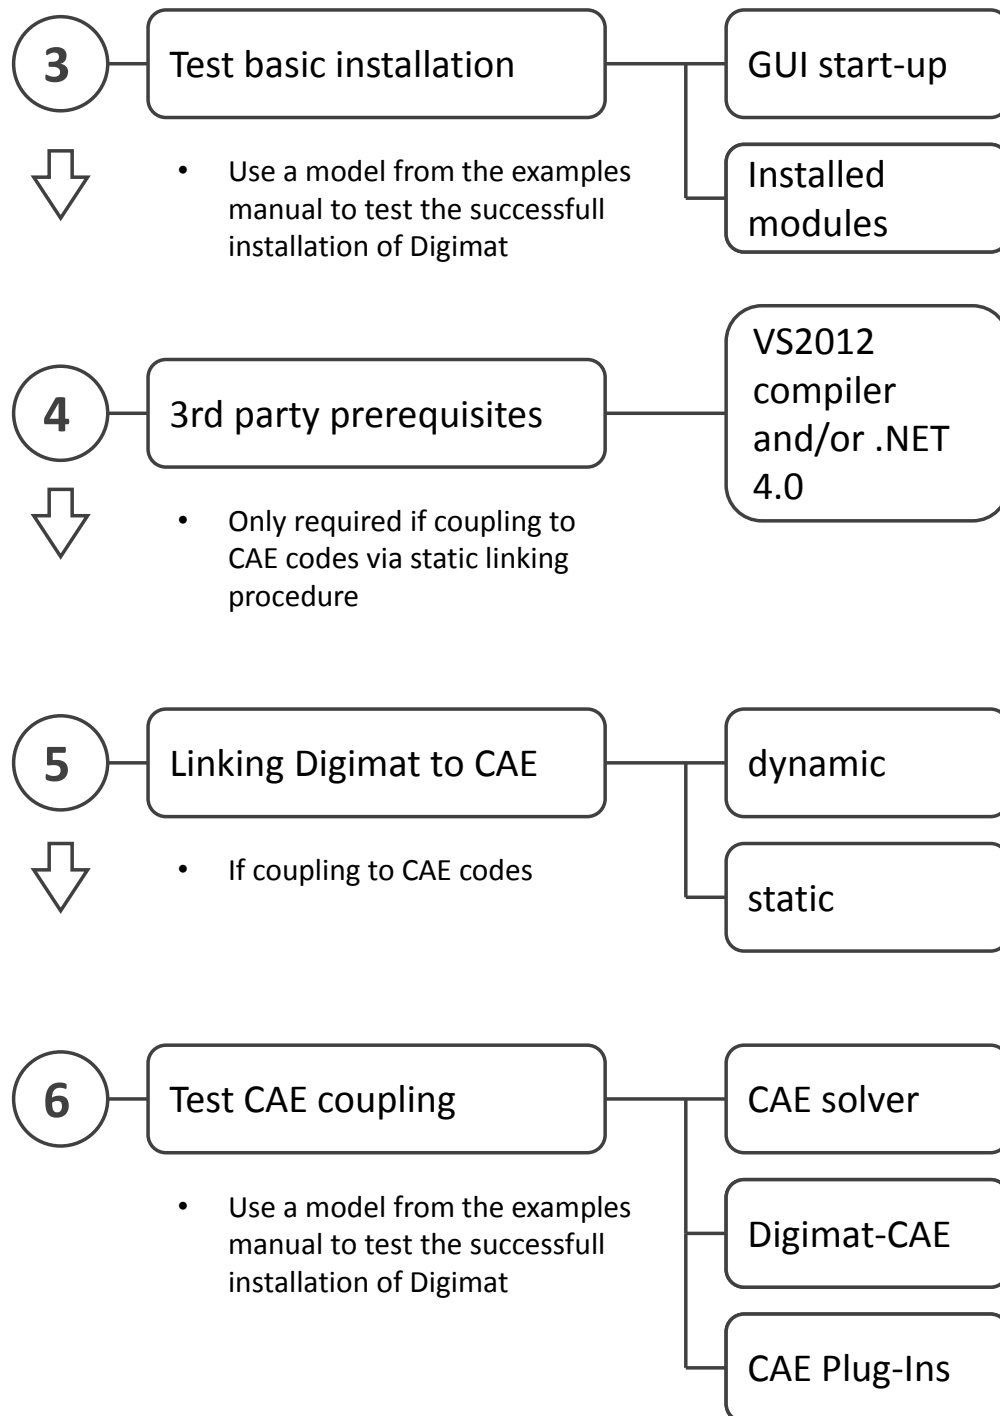 3
Test basic installation
GUI start-up
Installed
modules
• Use a model from the examples
manual to test the successfull
installation of Digimat
4
3rd party prerequisites
VS2012
compiler
and/or .NET
4.0
• Only required if coupling to
CAE codes via static linking
procedure
5
Linking Digimat to CAE
dynamic
static
• If coupling to CAE codes
6
Test CAE coupling
CAE solver
Digimat-CAE
CAE Plug-Ins
• Use a model from the examples
manual to test the successfull
installation of Digimat